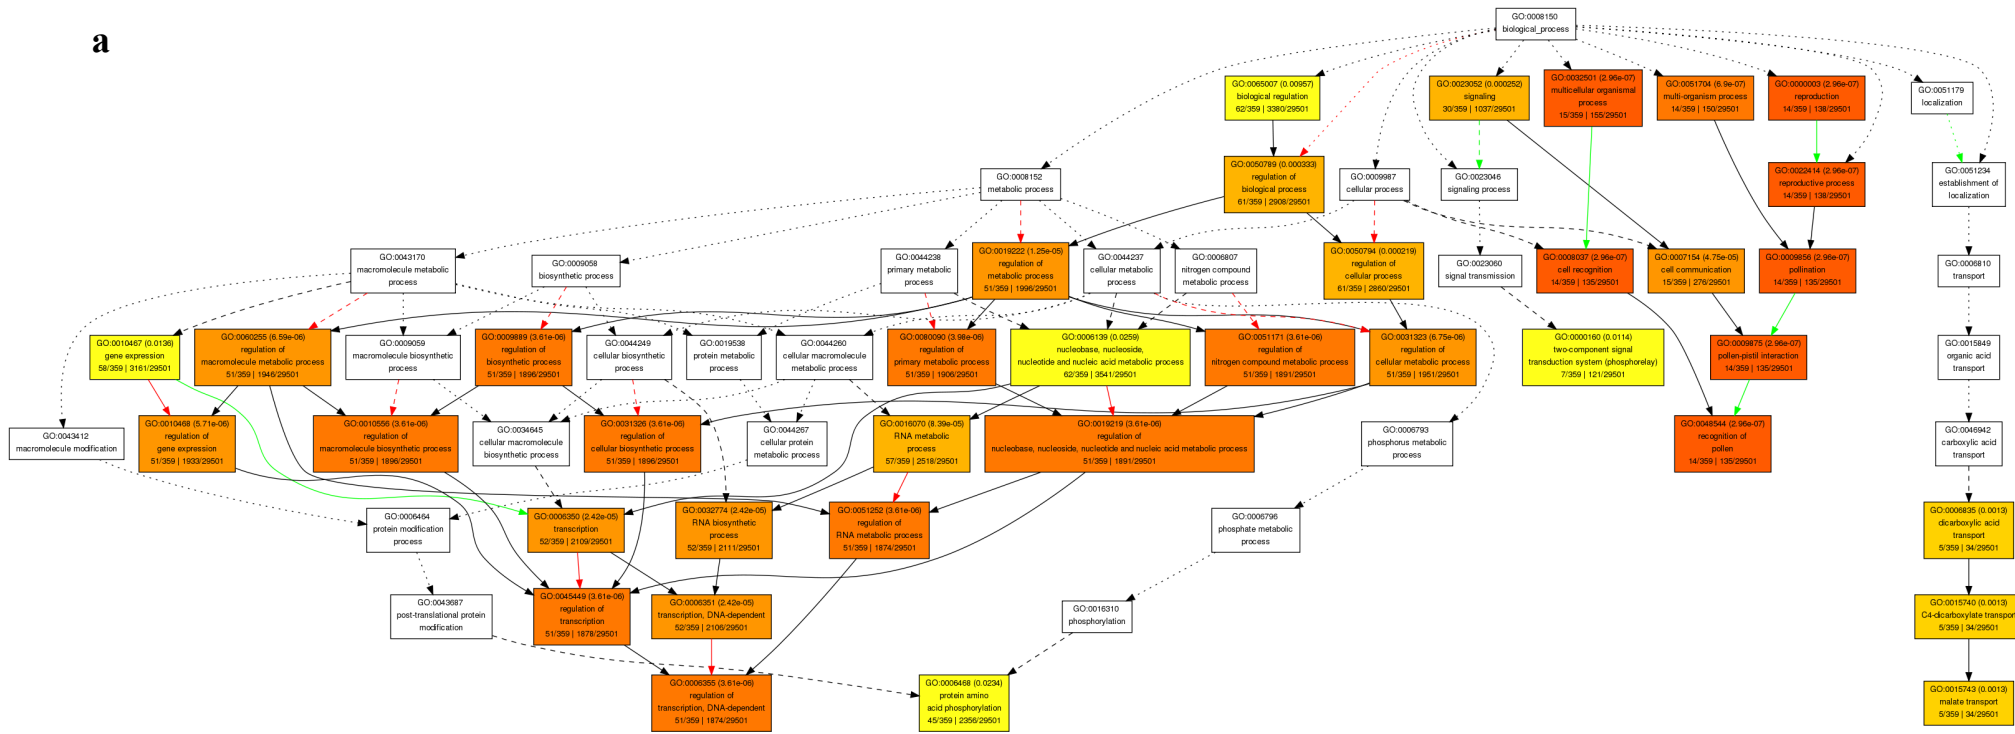 a
GO:0008150
biological_process
GO:0065007 (0.00957)
biological regulation
62/359 | 3380/29501
GO:0023052 (0.000252)
signaling
30/359 | 1037/29501
GO:0032501 (2.96e-07)
multicellular organismal
process
15/359 | 155/29501
GO:0051704 (6.9e-07)
multi-organism process
14/359 | 150/29501
GO:0000003 (2.96e-07)
reproduction
14/359 | 138/29501
GO:0051179
localization
GO:0008152
metabolic process
GO:0050789 (0.000333)
regulation of
biological process
61/359 | 2908/29501
GO:0009987
cellular process
GO:0023046
signaling process
GO:0022414 (2.96e-07)
reproductive process
14/359 | 138/29501
GO:0051234
establishment of
localization
GO:0043170
macromolecule metabolic
process
GO:0009058
biosynthetic process
GO:0044238
primary metabolic
process
GO:0019222 (1.25e-05)
regulation of
metabolic process
51/359 | 1996/29501
GO:0044237
cellular metabolic
process
GO:0006807
nitrogen compound
metabolic process
GO:0050794 (0.000219)
regulation of
cellular process
61/359 | 2860/29501
GO:0023060
signal transmission
GO:0008037 (2.96e-07)
cell recognition
14/359 | 135/29501
GO:0007154 (4.75e-05)
cell communication
15/359 | 276/29501
GO:0009856 (2.96e-07)
pollination
14/359 | 135/29501
GO:0006810
transport
GO:0010467 (0.0136)
gene expression
58/359 | 3161/29501
GO:0060255 (6.59e-06)
regulation of
macromolecule metabolic process
51/359 | 1946/29501
GO:0009059
macromolecule biosynthetic
process
GO:0009889 (3.61e-06)
regulation of
biosynthetic process
51/359 | 1896/29501
GO:0044249
cellular biosynthetic
process
GO:0019538
protein metabolic
process
GO:0044260
cellular macromolecule
metabolic process
GO:0080090 (3.98e-06)
regulation of
primary metabolic process
51/359 | 1906/29501
GO:0006139 (0.0259)
nucleobase, nucleoside,
nucleotide and nucleic acid metabolic process
62/359 | 3541/29501
GO:0051171 (3.61e-06)
regulation of
nitrogen compound metabolic process
51/359 | 1891/29501
GO:0031323 (6.75e-06)
regulation of
cellular metabolic process
51/359 | 1951/29501
GO:0000160 (0.0114)
two-component signal
transduction system (phosphorelay)
7/359 | 121/29501
GO:0009875 (2.96e-07)
pollen-pistil interaction
14/359 | 135/29501
GO:0015849
organic acid
transport
GO:0043412
macromolecule modification
GO:0010468 (5.71e-06)
regulation of
gene expression
51/359 | 1933/29501
GO:0010556 (3.61e-06)
regulation of
macromolecule biosynthetic process
51/359 | 1896/29501
GO:0034645
cellular macromolecule
biosynthetic process
GO:0031326 (3.61e-06)
regulation of
cellular biosynthetic process
51/359 | 1896/29501
GO:0044267
cellular protein
metabolic process
GO:0016070 (8.39e-05)
RNA metabolic
process
57/359 | 2518/29501
GO:0019219 (3.61e-06)
regulation of
nucleobase, nucleoside, nucleotide and nucleic acid metabolic process
51/359 | 1891/29501
GO:0006793
phosphorus metabolic
process
GO:0048544 (2.96e-07)
recognition of
pollen
14/359 | 135/29501
GO:0046942
carboxylic acid
transport
GO:0006464
protein modification
process
GO:0006350 (2.42e-05)
transcription
52/359 | 2109/29501
GO:0032774 (2.42e-05)
RNA biosynthetic
process
52/359 | 2111/29501
GO:0051252 (3.61e-06)
regulation of
RNA metabolic process
51/359 | 1874/29501
GO:0006796
phosphate metabolic
process
GO:0006835 (0.0013)
dicarboxylic acid
transport
5/359 | 34/29501
GO:0043687
post-translational protein
modification
GO:0045449 (3.61e-06)
regulation of
transcription
51/359 | 1878/29501
GO:0006351 (2.42e-05)
transcription, DNA-dependent
52/359 | 2106/29501
GO:0016310
phosphorylation
GO:0015740 (0.0013)
C4-dicarboxylate transport
5/359 | 34/29501
GO:0006355 (3.61e-06)
regulation of
transcription, DNA-dependent
51/359 | 1874/29501
GO:0006468 (0.0234)
protein amino
acid phosphorylation
45/359 | 2356/29501
GO:0015743 (0.0013)
malate transport
5/359 | 34/29501